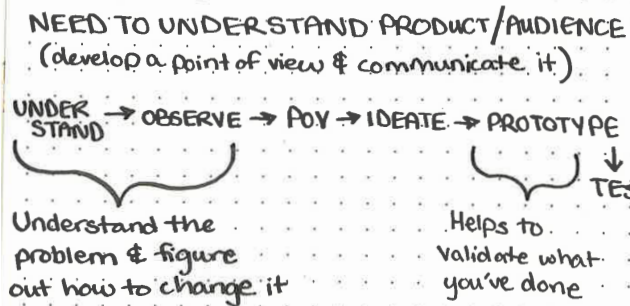 NEED TO UNDERSTAND PRODUCT/AUDIENCE
(develop a point of view & communicate it)
UNDER
STAND → OBSERVE → POV → IDEATE → PROTOTYPE
↓
Understand the
problem & figure
out how to change it
Helps to
validate what
you've done